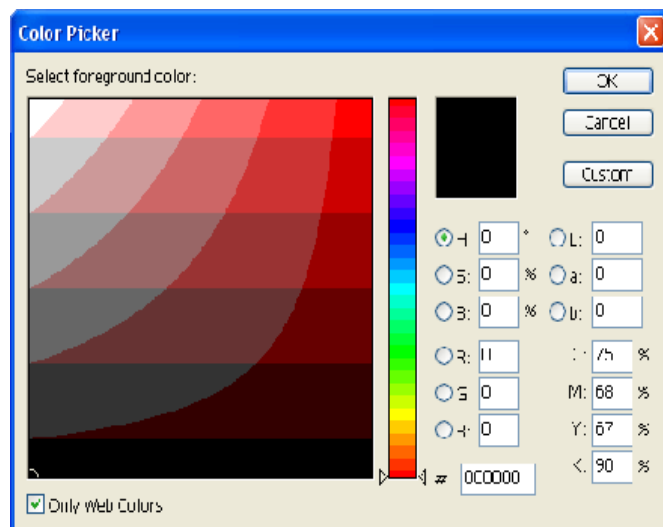 Color Picker
Select foreground color:
OK
Cancel
Custom
H 0 ° L: 0
S: 0 % a: 0
B: 0 % b: 0
R: 0 C: 75 %
G 0 M: 68 %
B: 0 Y: 67 %
# 000000 K: 90 %
Only Web Colors